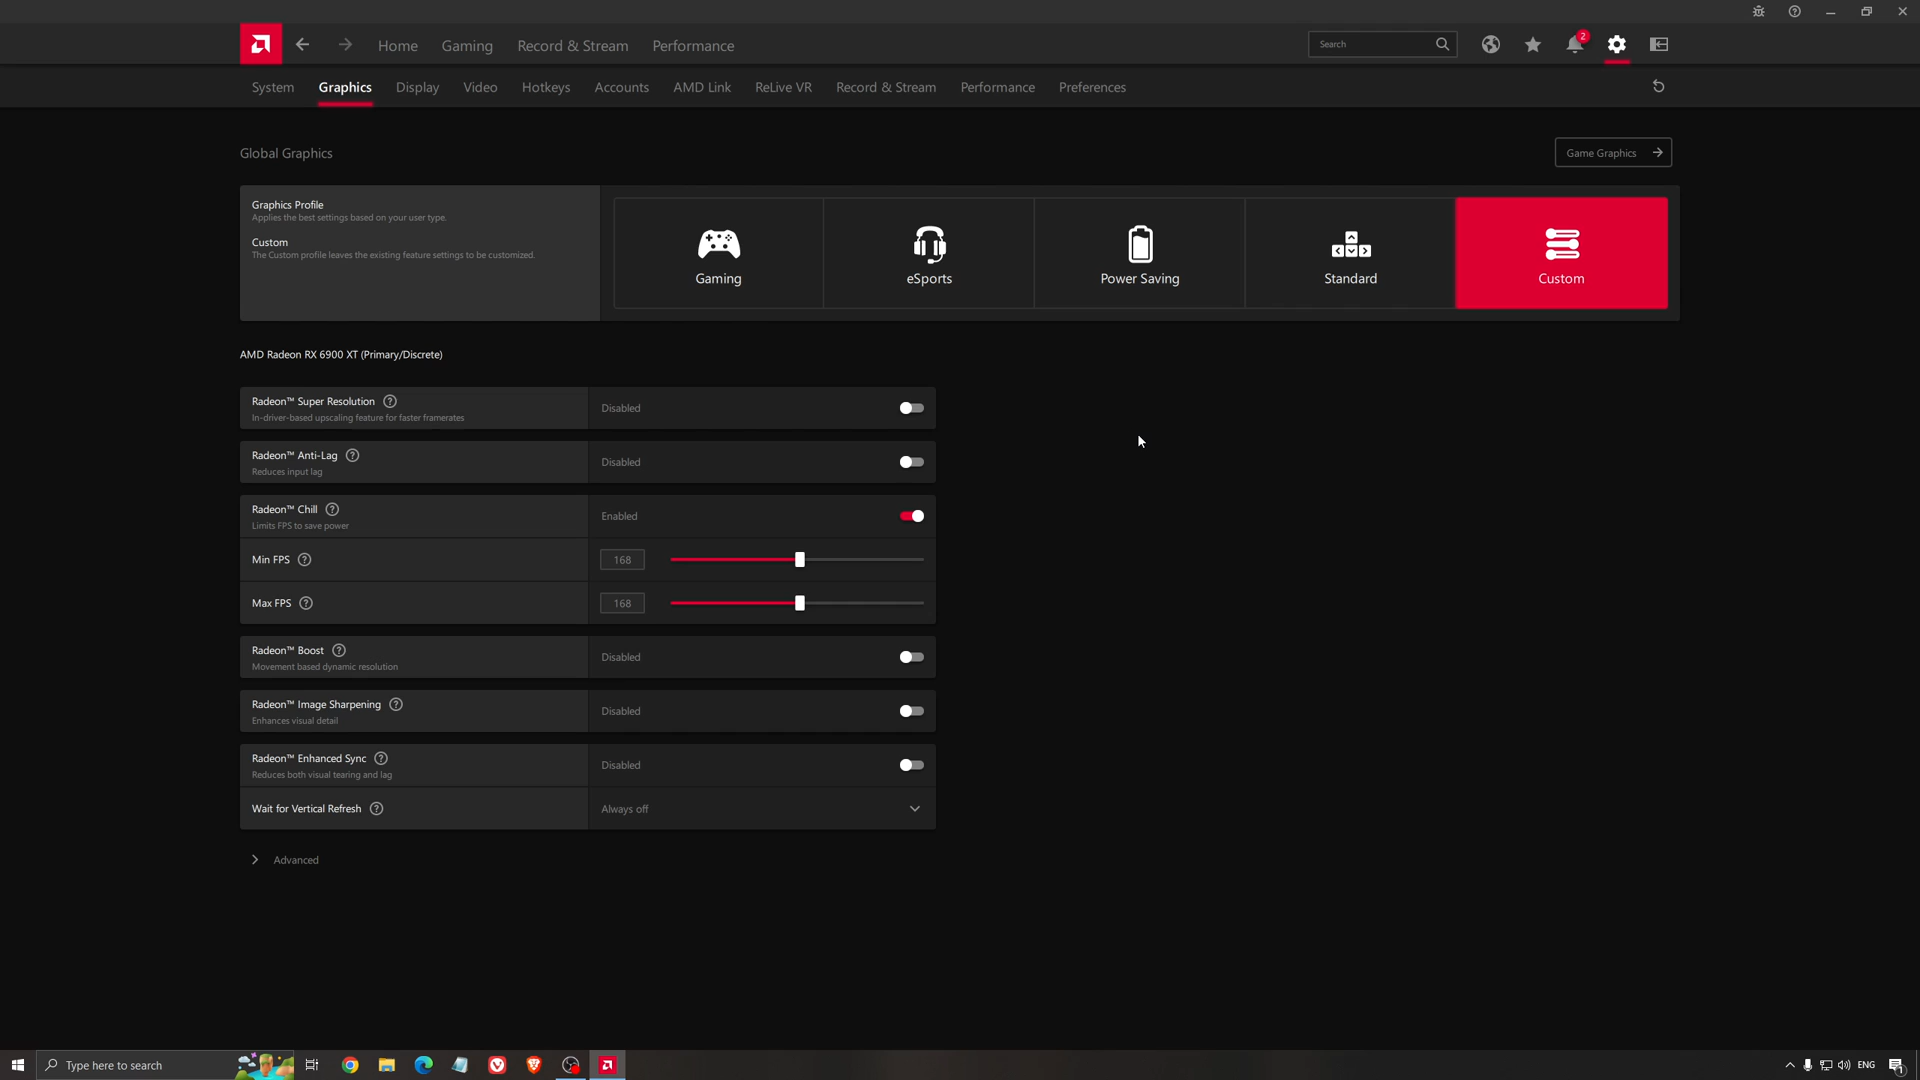 Home Gaming Record & Stream Performance Search 2
System Graphics Display Video Hotkeys Accounts AMD Link ReLive VR Record & Stream Performance Preferences
Global Graphics Game Graphics
Graphics Profile
Applies the best settings based on your user type.
Custom
The Custom profile leaves the existing feature settings to be customized.
Gaming eSports Power Saving Standard Custom
AMD Radeon RX 6900 XT (Primary/Discrete)
Radeon™ Super Resolution Disabled
In-driver-based upscaling feature for faster framerates
Radeon™ Anti-Lag Disabled
Reduces input lag
Radeon™ Chill Enabled
Limits FPS to save power
Min FPS 168
Max FPS 168
Radeon™ Boost Disabled
Movement based dynamic resolution
Radeon™ Image Sharpening Disabled
Enhances visual detail
Radeon™ Enhanced Sync Disabled
Reduces both visual tearing and lag
Wait for Vertical Refresh Always off
Advanced
Type here to search ENG 1